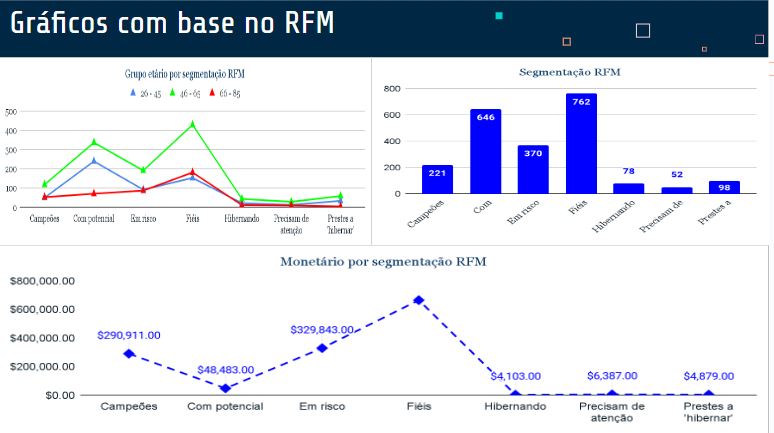 Gráficos com base no RFM
Grupo etário por segmentação RFM
26 - 45 46 - 65 66 - 85
500
400
300
200
100
0
Campeões Com potencial Em risco Fiéis Hibernando Precisam de atenção Prestes a 'hibernar'
Segmentação RFM
800
600
400
200
0
221 646 370 762 78 52 98
Campeões Com Em risco Fiéis Hibernando Precisam de Prestes a
Monetário por segmentação RFM
$800,000.00
$600,000.00
$400,000.00
$200,000.00
$0.00
$290,911.00 $48,483.00 $329,843.00 $4,103.00 $6,387.00 $4,879.00
Campeões Com potencial Em risco Fiéis Hibernando Precisam de atenção Prestes a 'hibernar'